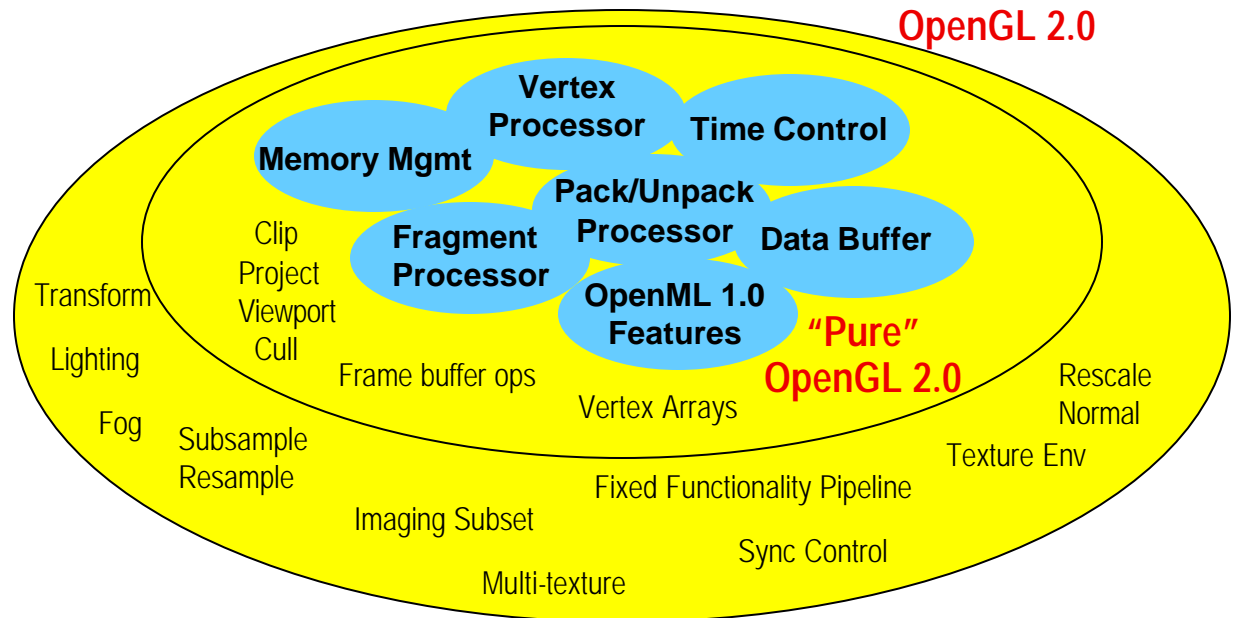 OpenGL 2.0
Vertex
Processor
Time Control
Memory Mgmt
Pack/Unpack
Processor
Fragment
Processor
Data Buffer
OpenML 1.0
Features
Clip
Project
Viewport
Cull
Frame buffer ops
Vertex Arrays
“Pure”
OpenGL 2.0
Transform
Lighting
Fog
Subsample
Resample
Imaging Subset
Multi-texture
Fixed Functionality Pipeline
Sync Control
Texture Env
Rescale
Normal